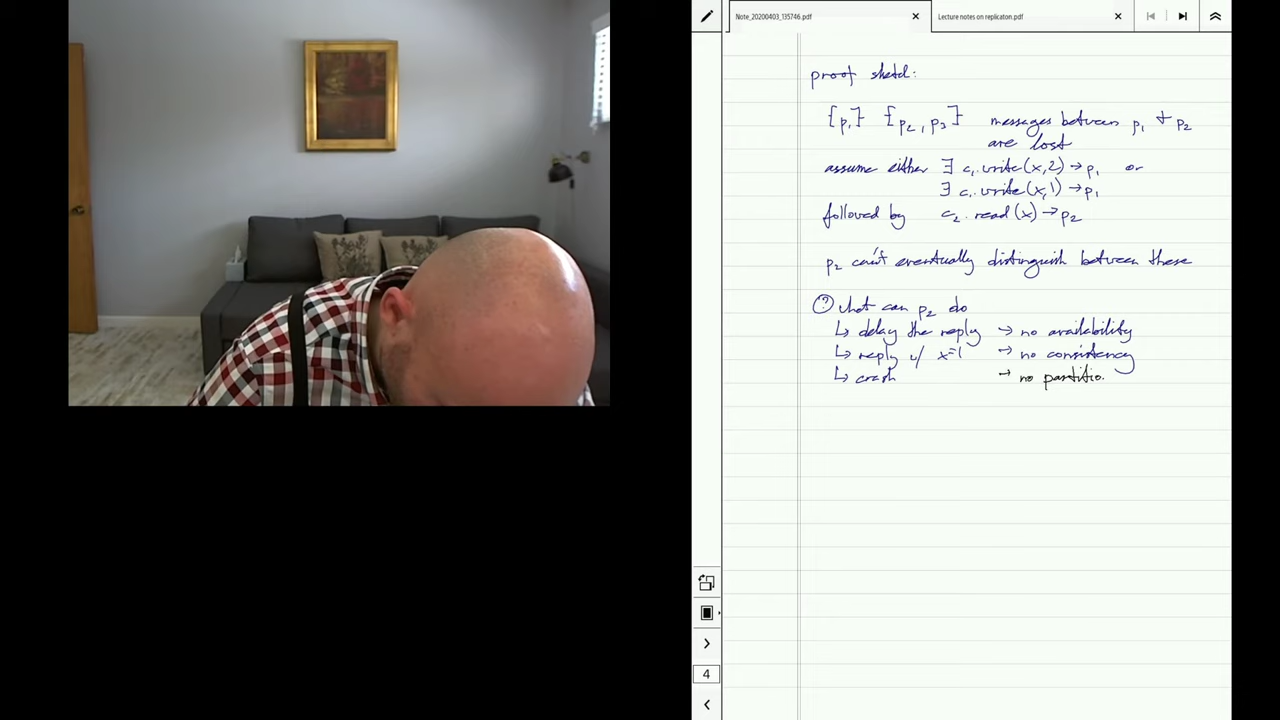 Note_20200403_135746.pdf
Lecture notes on replicaton.pdf
proof sketch:
{p₁} {p₂, p₃} messages between p₁ & p₂
are lost
assume either ∃ c₁.write(x,2)→p₁ or
∃ c₁.write(x,1)→p₁
followed by c₂.read(x)→p₂
p₂ can't eventually distinguish between these
? what can p₂ do
↳ delay the reply → no availability
↳ reply w/ x=1 → no consistency
↳ crash → no partitio
4